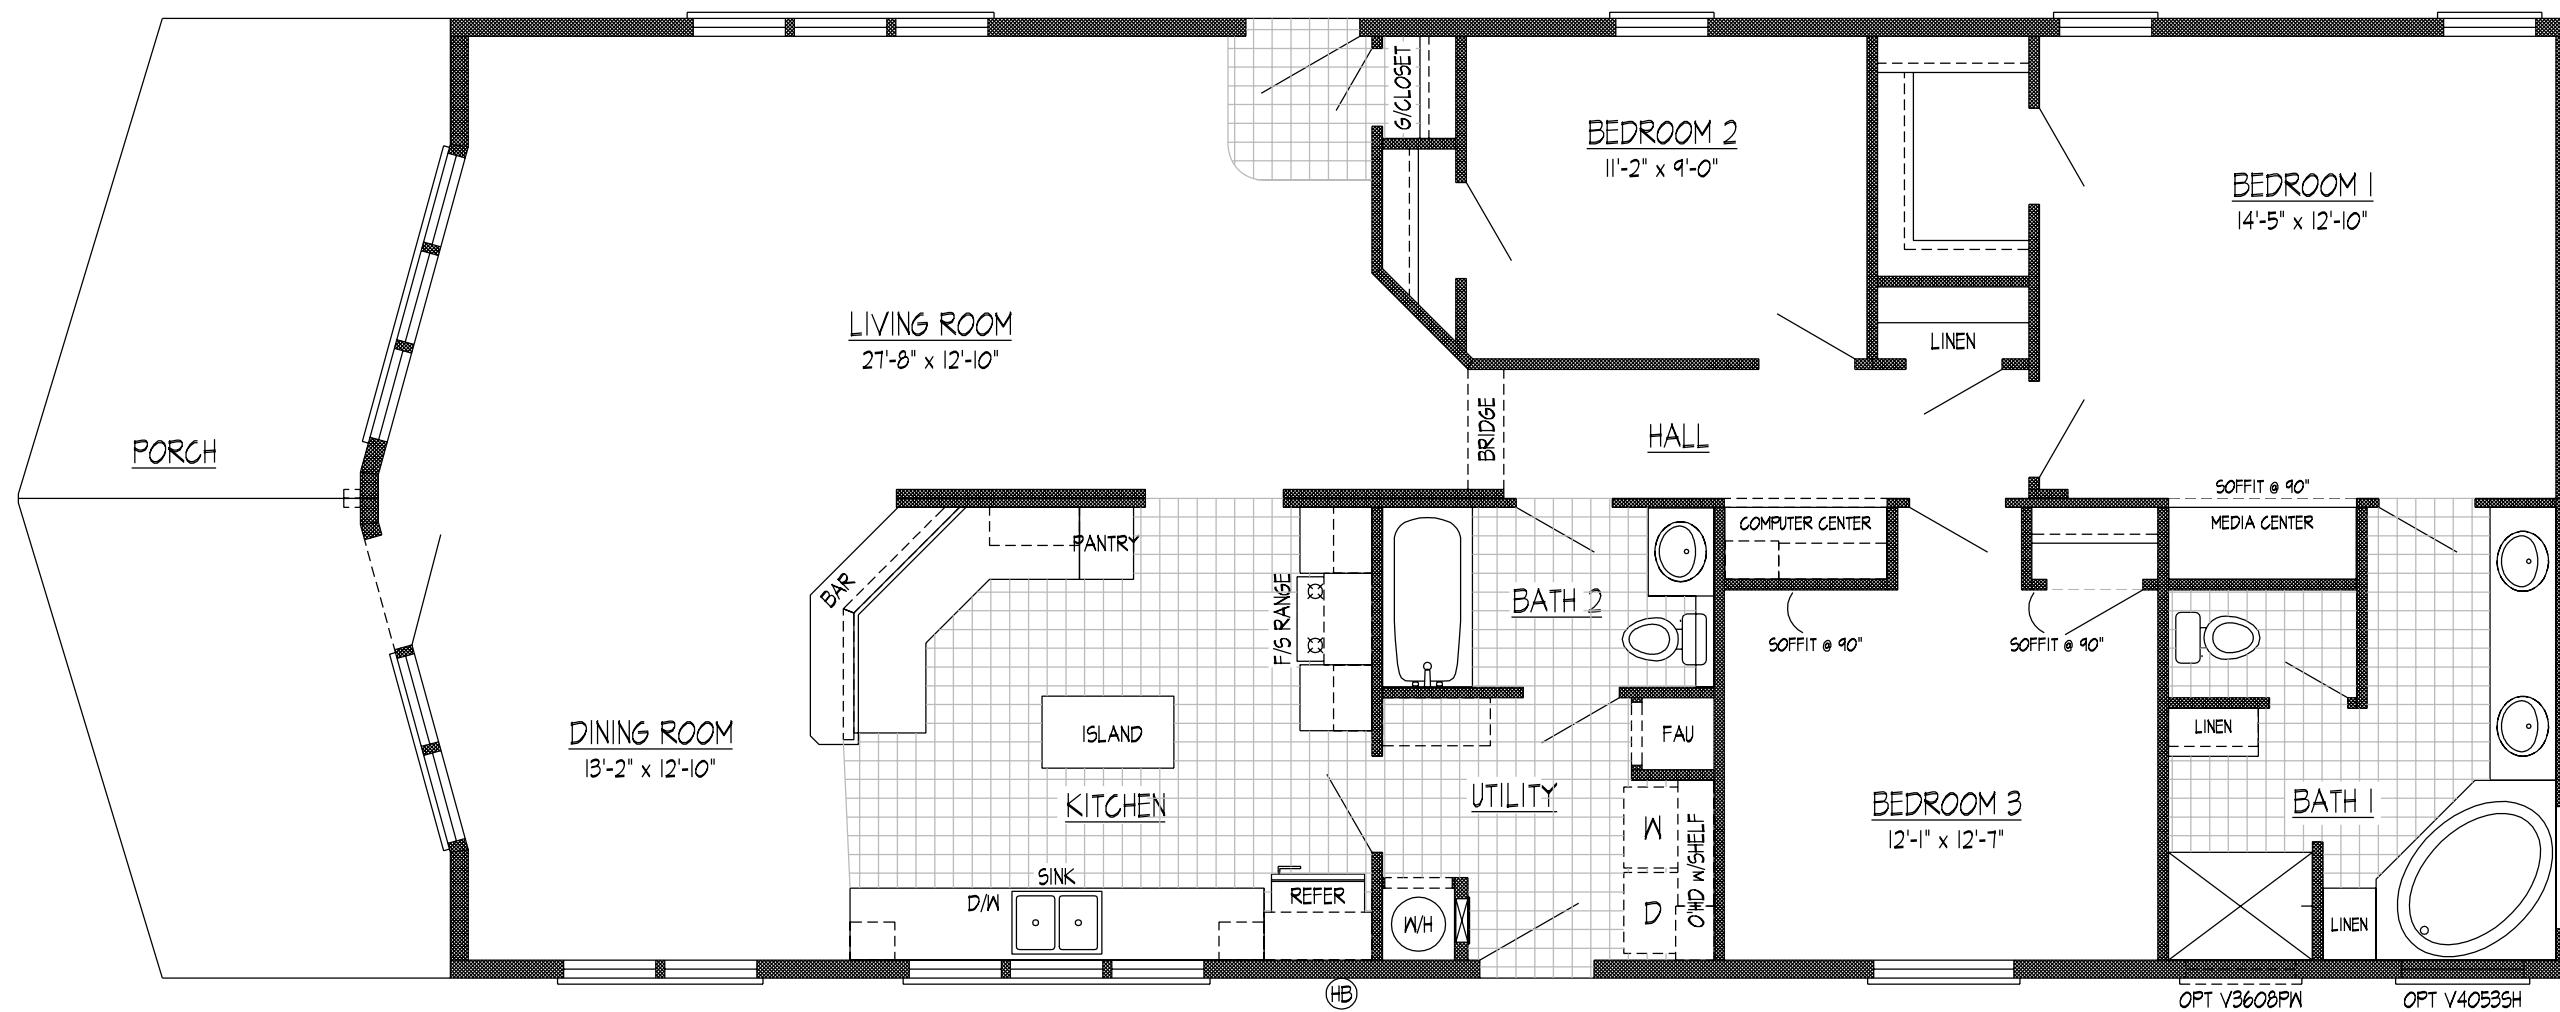 G/CLOSET
BEDROOM 2
11'-2" x 9'-0"
BEDROOM 1
14'-5" x 12'-10"
LIVING ROOM
27'-8" x 12'-10"
LINEN
PORCH
BRIDGE
HALL
SOFFIT @ 90"
MEDIA CENTER
COMPUTER CENTER
PANTRY
BAR
F/S RANGE
BATH 2
SOFFIT @ 90"
SOFFIT @ 90"
DINING ROOM
13'-2" x 12'-10"
ISLAND
KITCHEN
FAU
LINEN
UTILITY
BEDROOM 3
12'-1" x 12'-7"
BATH 1
W
O'HD W/SHELF
D
SINK
D/W
REFER
W/H
LINEN
HB
OPT V3608PW
OPT V4053SH